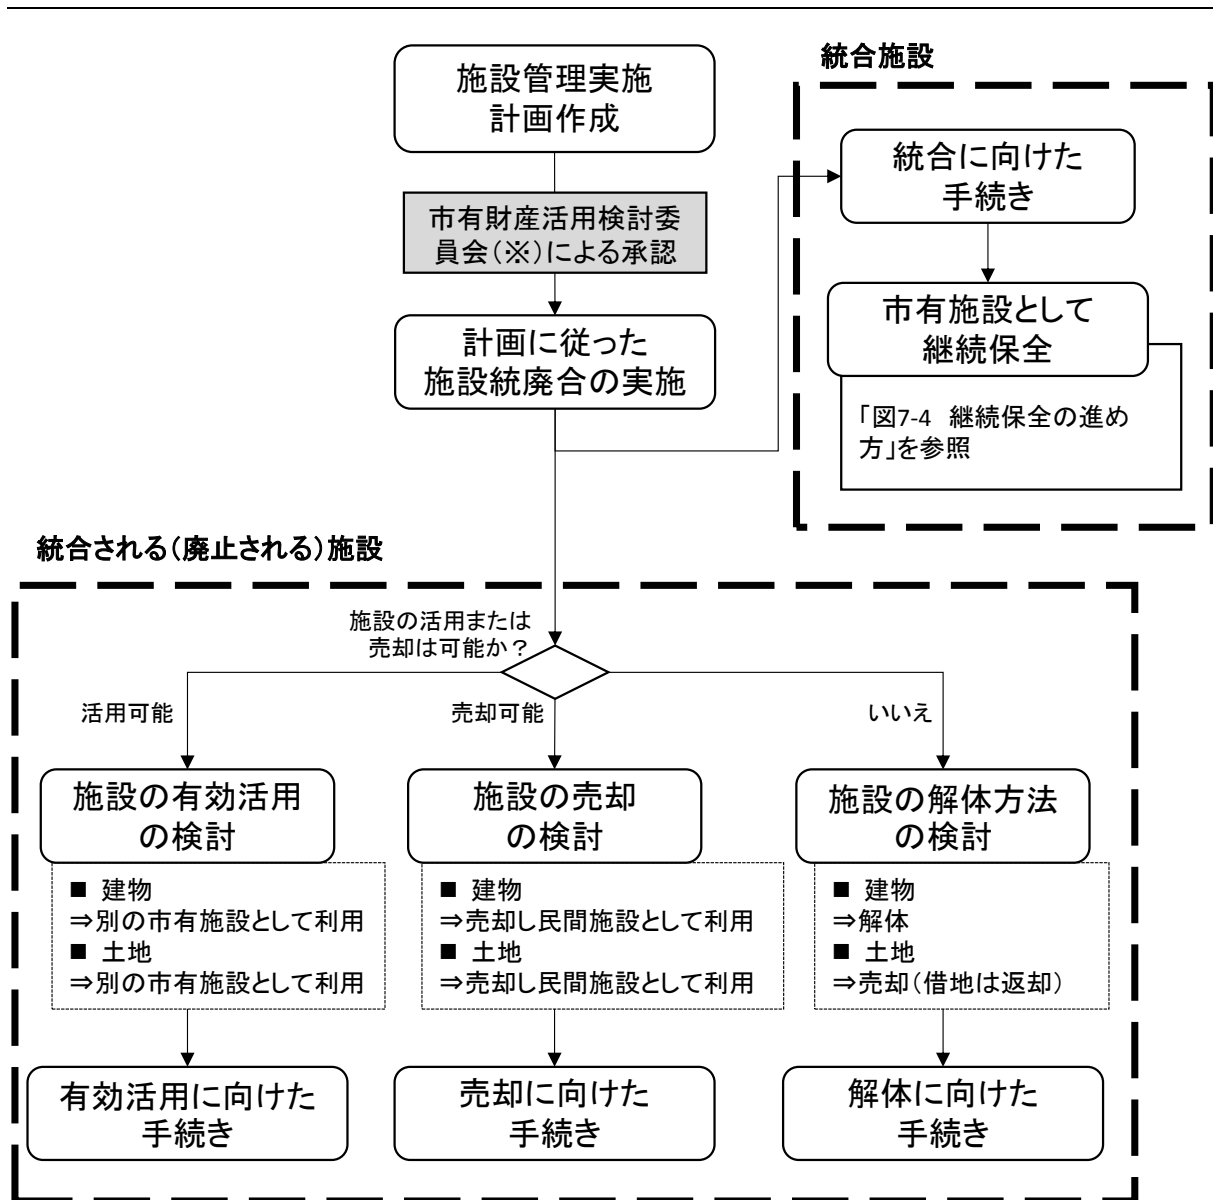 施設管理実施
計画作成
市有財産活用検討委
員会(※)による承認
計画に従った
施設統廃合の実施
統合施設
統合に向けた
手続き
市有施設として
継続保全
「図7-4 継続保全の進め
方」を参照
統合される(廃止される)施設
施設の活用または
売却は可能か?
活用可能
売却可能
いいえ
施設の有効活用
の検討
■ 建物
⇒別の市有施設として利用
■ 土地
⇒別の市有施設として利用
有効活用に向けた
手続き
施設の売却
の検討
■ 建物
⇒売却し民間施設として利用
■ 土地
⇒売却し民間施設として利用
売却に向けた
手続き
施設の解体方法
の検討
■ 建物
⇒解体
■ 土地
⇒売却(借地は返却)
解体に向けた
手続き